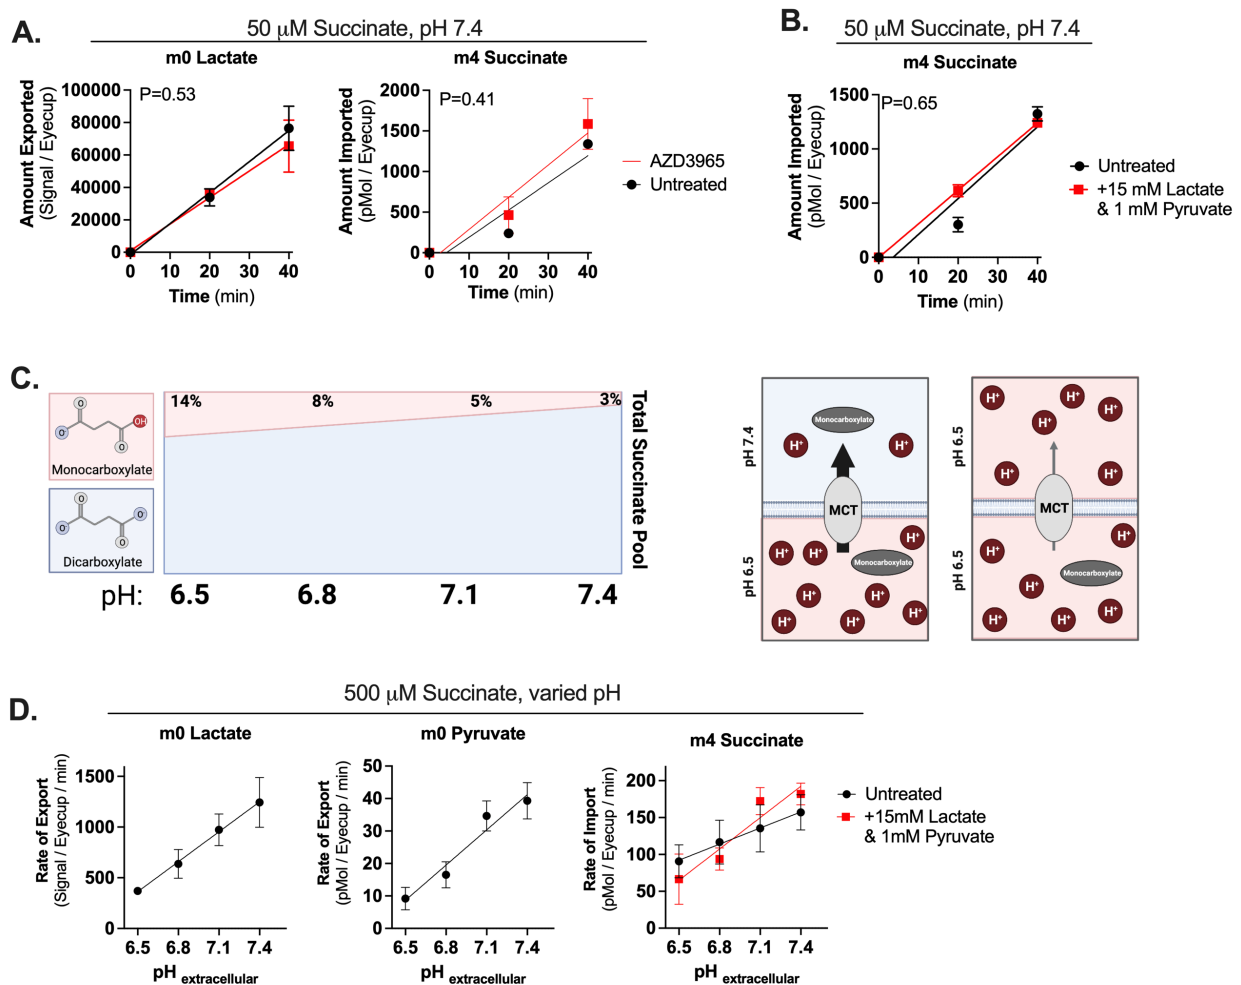 A.
50 μM Succinate, pH 7.4
m0 Lactate
P=0.53
Amount Exported
(Signal / Eyecup)
100000
80000
60000
40000
20000
0
0 10 20 30 40
Time (min)
m4 Succinate
P=0.41
Amount Imported
(pMol / Eyecup)
2000
1500
1000
500
0
0 10 20 30 40
Time (min)
AZD3965
Untreated
B.
50 μM Succinate, pH 7.4
m4 Succinate
P=0.65
Amount Imported
(pMol / Eyecup)
1500
1000
500
0
0 10 20 30 40
Time (min)
Untreated
+15 mM Lactate
& 1 mM Pyruvate
C.
O
O-
OH
O
Monocarboxylate
O
O-
O-
O
Dicarboxylate
14% 8% 5% 3%
Total Succinate Pool
pH: 6.5 6.8 7.1 7.4
pH 7.4
Monocarboxylate
H+ H+
MCT
pH 6.5
H+ H+ H+
Monocarboxylate
H+ H+ H+
H+ H+
pH 6.5
H+ H+ H+
H+
H+ H+
MCT
pH 6.5
H+ H+
Monocarboxylate
H+ H+
H+ H+
D.
500 μM Succinate, varied pH
m0 Lactate
Rate of Export
(Signal / Eyecup / min)
1500
1000
500
0
6.5 6.8 7.1 7.4
pH extracellular
m0 Pyruvate
Rate of Export
(pMol / Eyecup / min)
50
40
30
20
10
0
6.5 6.8 7.1 7.4
pH extracellular
m4 Succinate
Rate of Import
(pMol / Eyecup / min)
200
150
100
50
0
6.5 6.8 7.1 7.4
pH extracellular
Untreated
+15mM Lactate
& 1mM Pyruvate